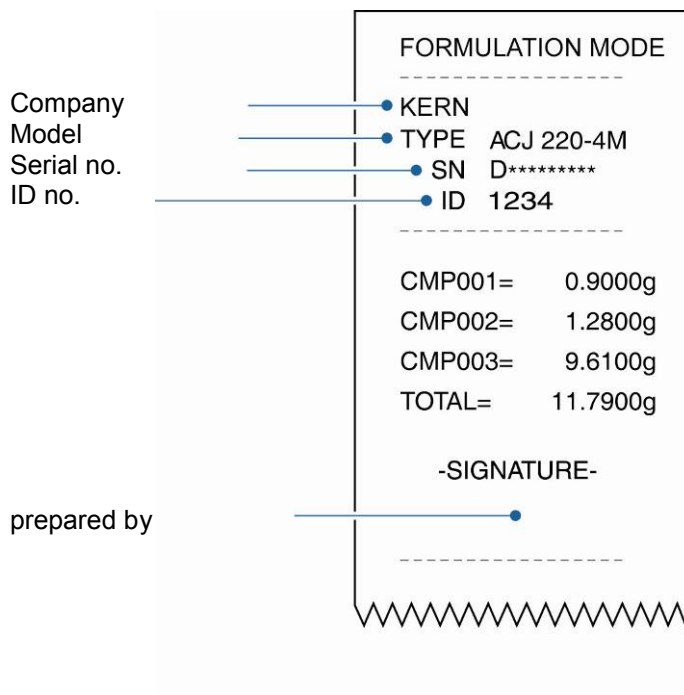 FORMULATION MODE
Company KERN
Model TYPE ACJ 220-4M
Serial no. SN D*********
ID no. ID 1234
CMP001= 0.9000g
CMP002= 1.2800g
CMP003= 9.6100g
TOTAL= 11.7900g
-SIGNATURE-
prepared by